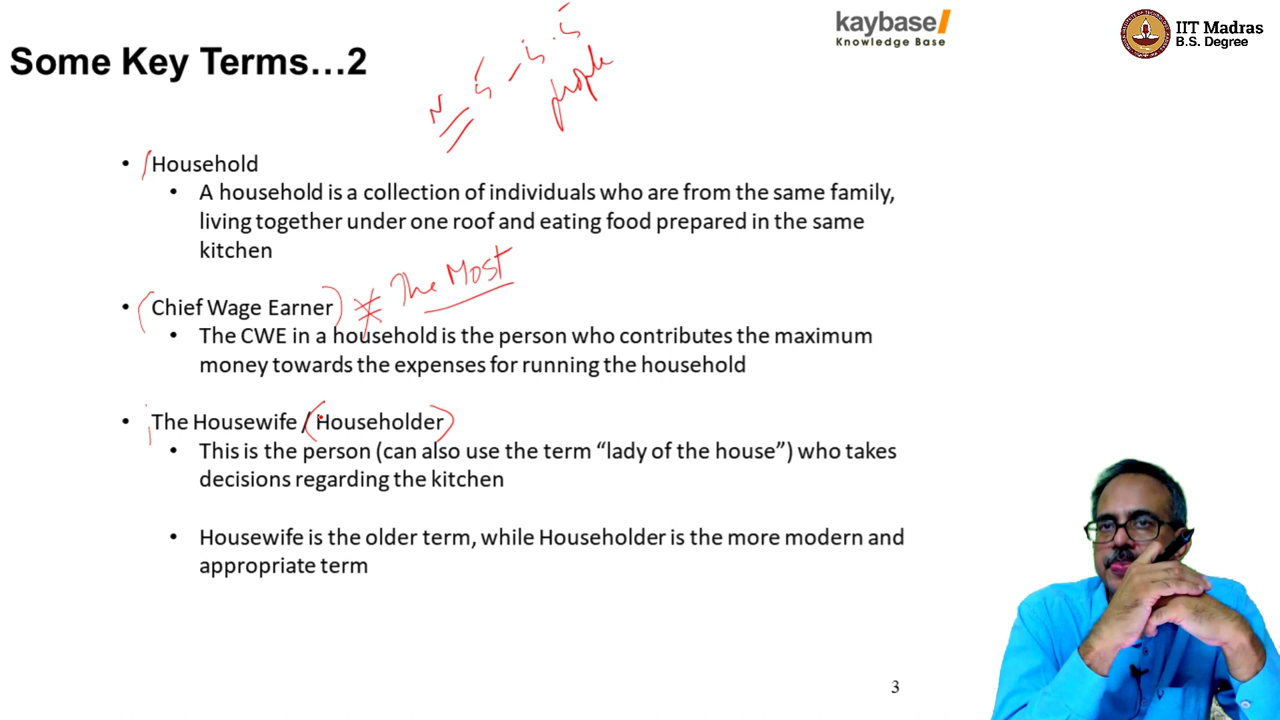 kaybase
Knowledge Base
IIT Madras
B.S. Degree
Some Key Terms...2
people
• Household
• A household is a collection of individuals who are from the same family,
living together under one roof and eating food prepared in the same
kitchen
The Most
• Chief Wage Earner
• The CWE in a household is the person who contributes the maximum
money towards the expenses for running the household
• The Housewife / Householder
• This is the person (can also use the term “lady of the house”) who takes
decisions regarding the kitchen
• Housewife is the older term, while Householder is the more modern and
appropriate term
3